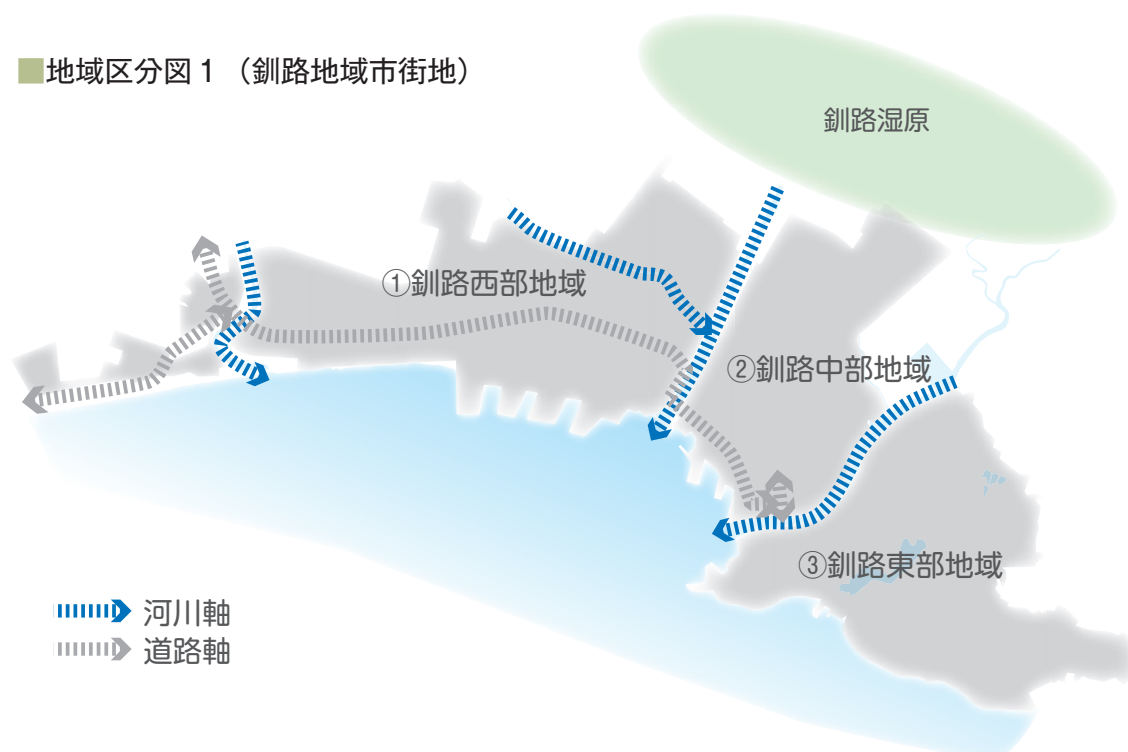 ■地域区分図1（釧路地域市街地）
釧路湿原
①釧路西部地域
②釧路中部地域
③釧路東部地域
河川軸
道路軸